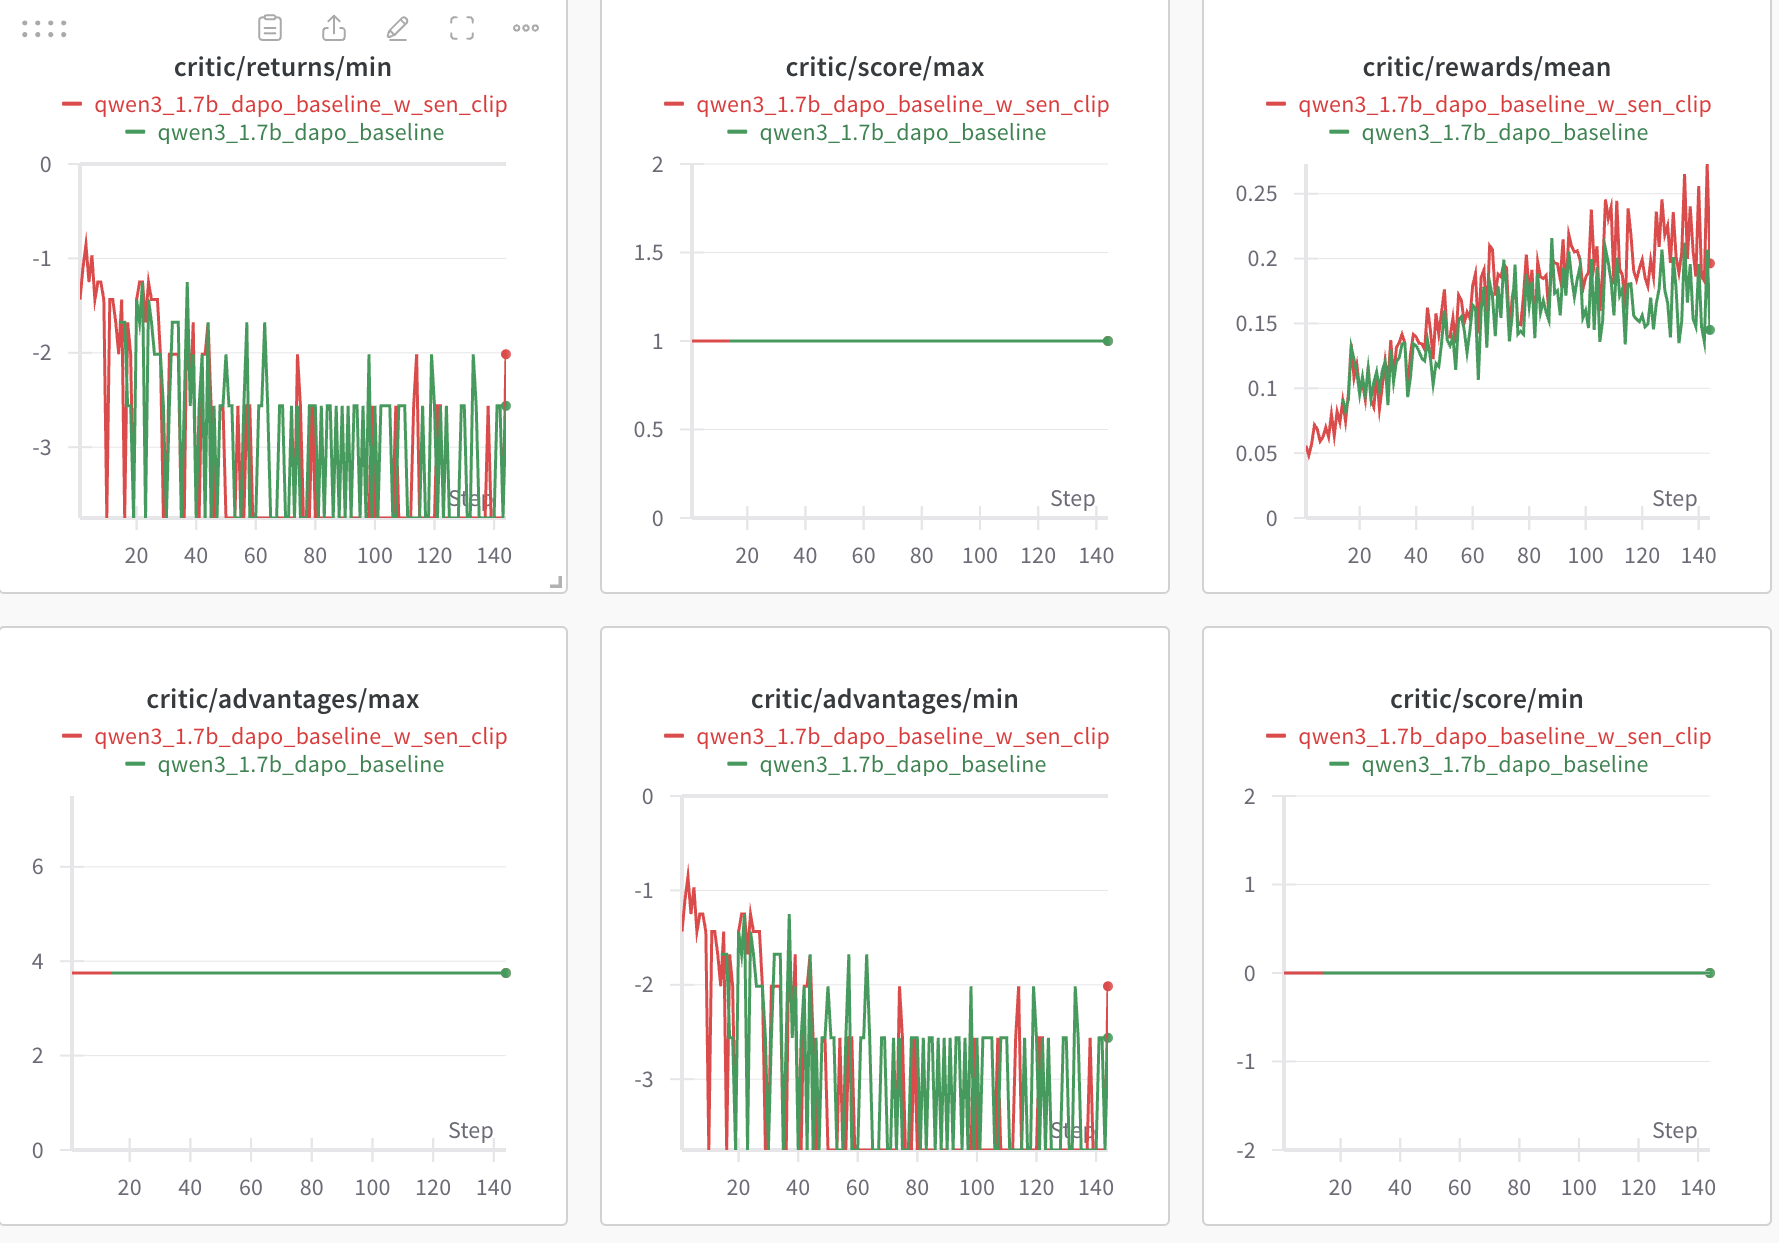 critic/returns/min
qwen3_1.7b_dapo_baseline_w_sen_clip
qwen3_1.7b_dapo_baseline
0
-1
-2
-3
Step
20 40 60 80 100 120 140
critic/score/max
qwen3_1.7b_dapo_baseline_w_sen_clip
qwen3_1.7b_dapo_baseline
2
1.5
1
0.5
0
Step
20 40 60 80 100 120 140
critic/rewards/mean
qwen3_1.7b_dapo_baseline_w_sen_clip
qwen3_1.7b_dapo_baseline
0.25
0.2
0.15
0.1
0.05
0
Step
20 40 60 80 100 120 140
critic/advantages/max
qwen3_1.7b_dapo_baseline_w_sen_clip
qwen3_1.7b_dapo_baseline
6
4
2
0
Step
20 40 60 80 100 120 140
critic/advantages/min
qwen3_1.7b_dapo_baseline_w_sen_clip
qwen3_1.7b_dapo_baseline
0
-1
-2
-3
Step
20 40 60 80 100 120 140
critic/score/min
qwen3_1.7b_dapo_baseline_w_sen_clip
qwen3_1.7b_dapo_baseline
2
1
0
-1
-2
Step
20 40 60 80 100 120 140